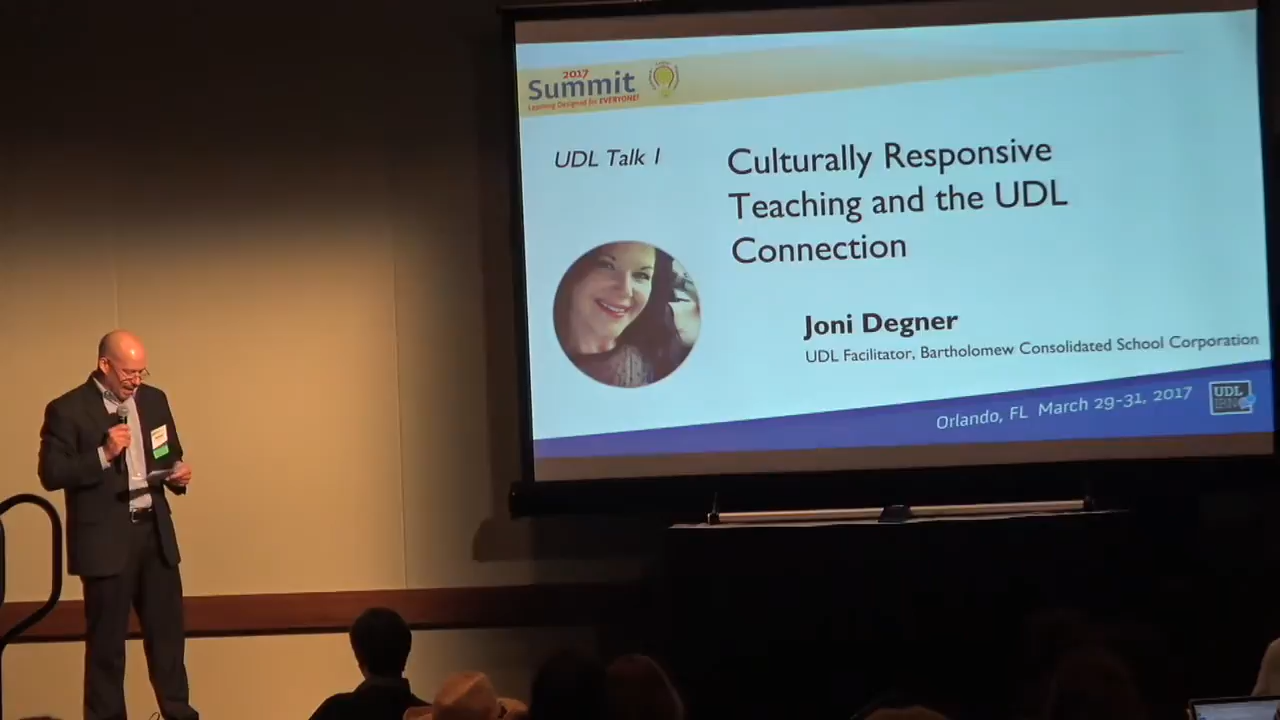 2017
Summit
Learning Designed for EVERYONE!
UDL Talk 1
Culturally Responsive
Teaching and the UDL
Connection
Joni Degner
UDL Facilitator, Bartholomew Consolidated School Corporation
Orlando, FL March 29-31, 2017
UDL
IRN